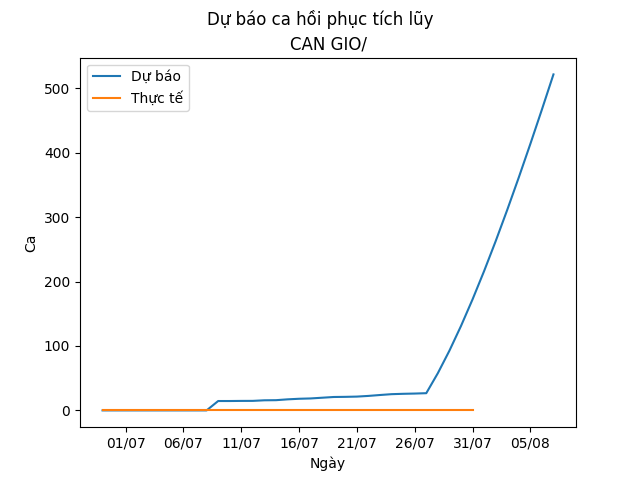 Dự báo ca hồi phục tích lũy
CAN GIO/
Dự báo
Thực tế
500
400
300
200
100
0
Ca
01/07 06/07 11/07 16/07 21/07 26/07 31/07 05/08
Ngày